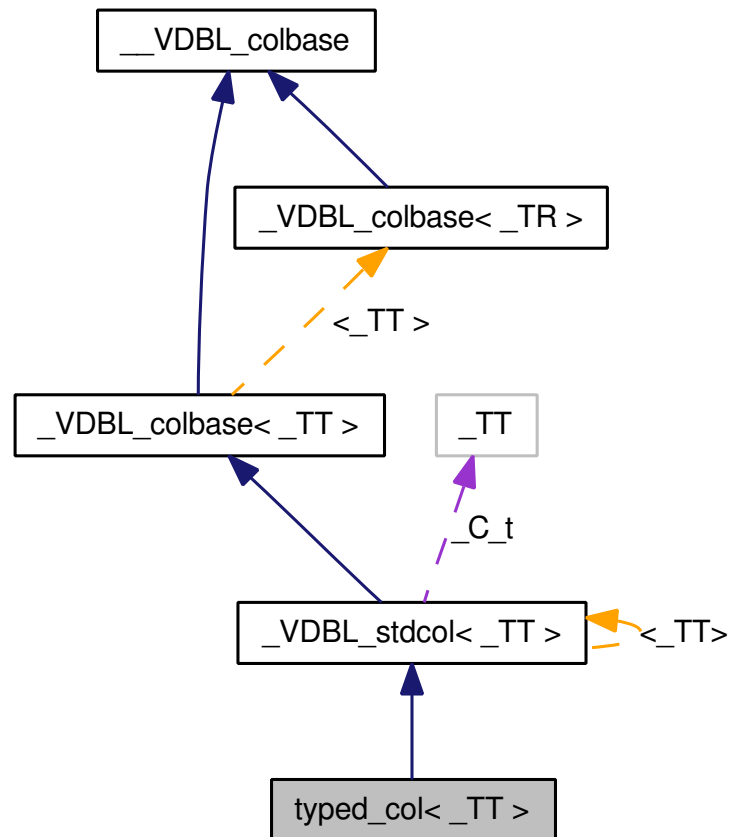 __VDBL_colbase
_VDBL_colbase< _TR >
<_TT >
_VDBL_colbase< _TT >
_TT
_C_t
_VDBL_stdcol< _TT >
<_TT>
typed_col< _TT >